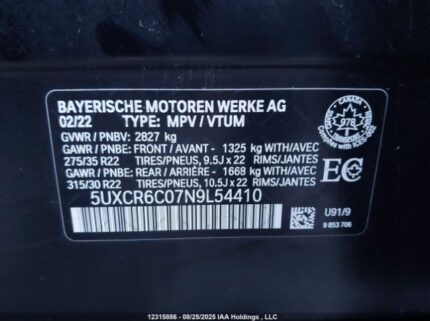 BAYERISCHE MOTOREN WERKE AG
02/22 TYPE: MPV / VTUM
GVWR / PNBV: 2827 kg
GAWR / PNBE: FRONT / AVANT - 1325 kg WITH/AVEC
275/35 R22 TIRES/PNEUS, 9.5J x 22 RIMS/JANTES
GAWR / PNBE: REAR / ARRIÈRE - 1668 kg WITH/AVEC
315/30 R22 TIRES/PNEUS, 10.5J x 22 RIMS/JANTES
5UXCR6C07N9L54410
CANADA
978
EC
U91/9
9 853 708
12315886 - 08/25/2025 IAA Holdings , LLC